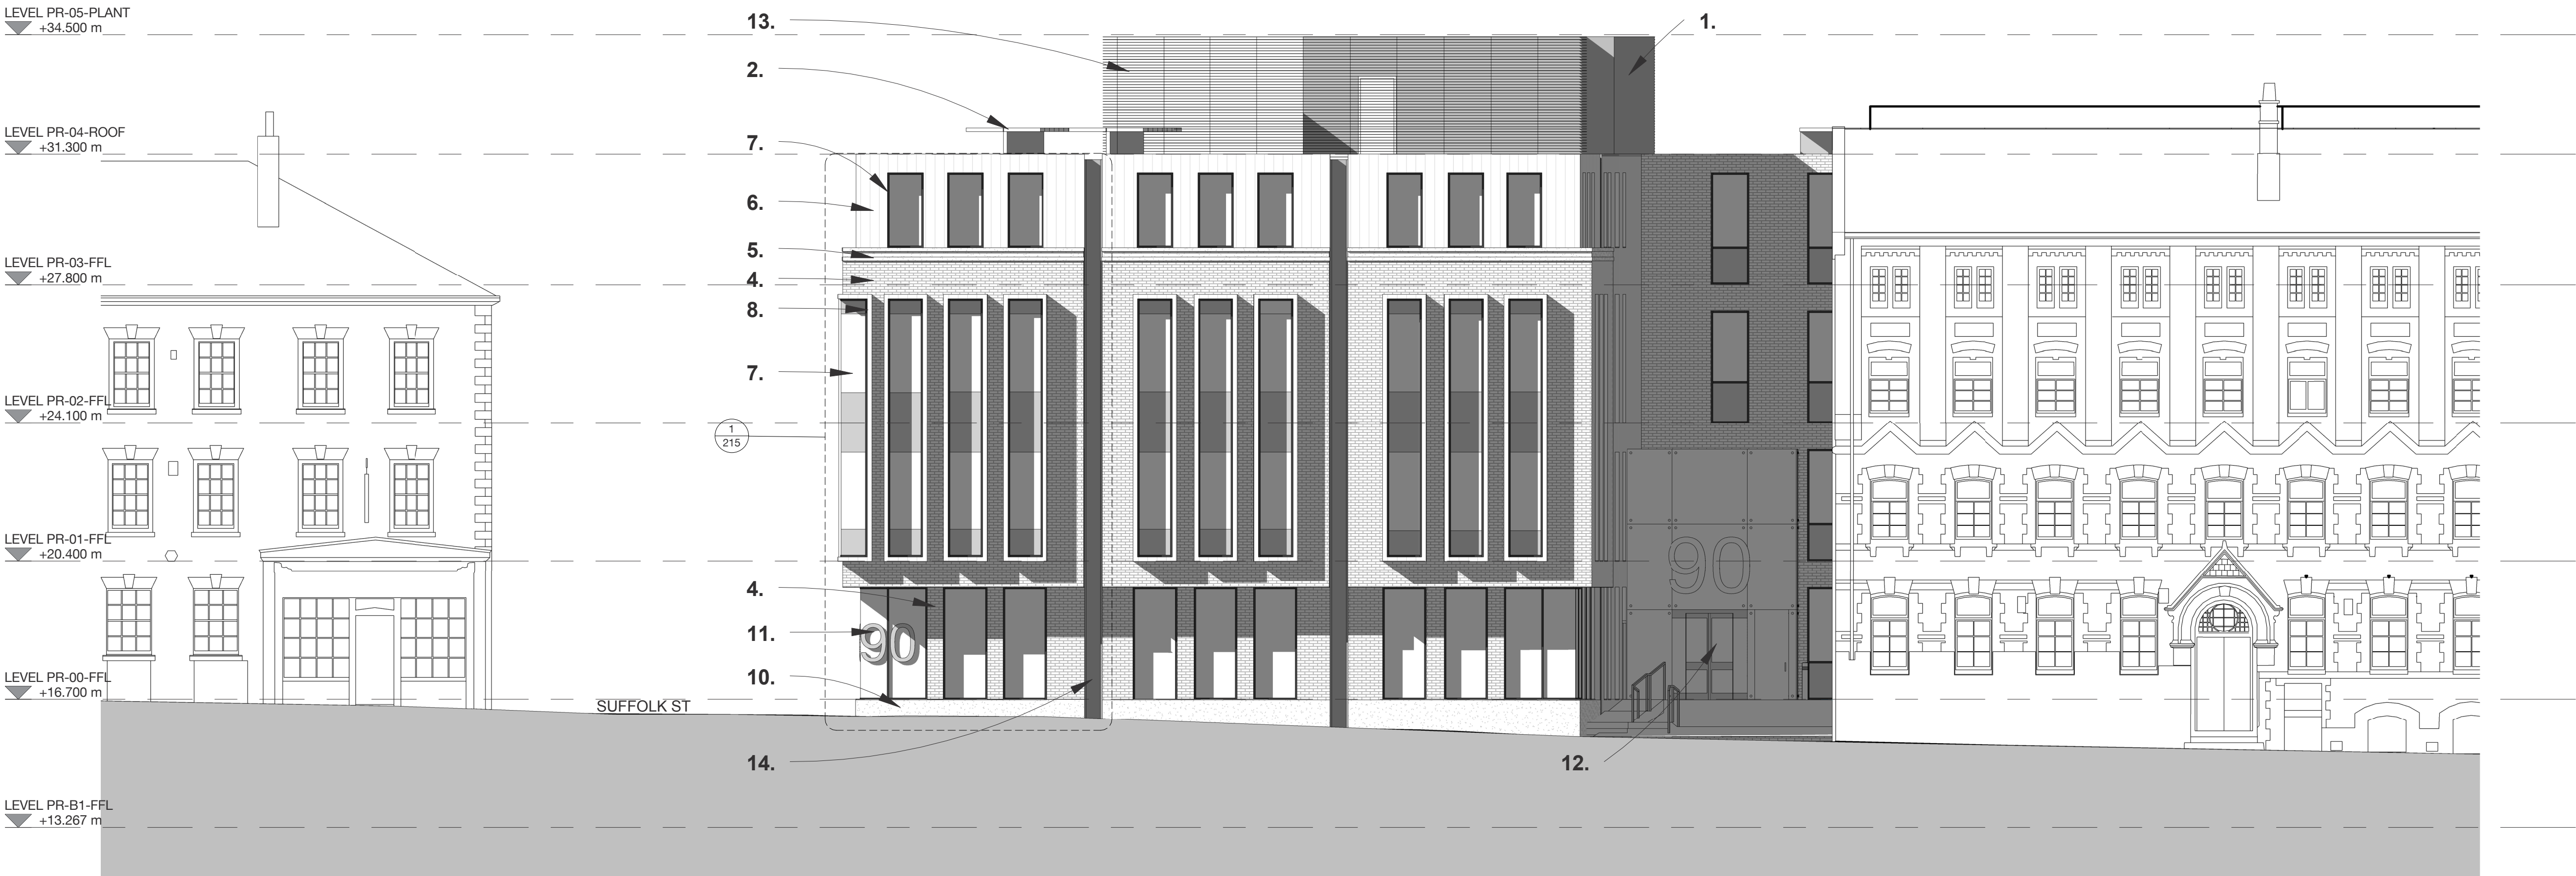 LEVEL PR-05-PLANT
+34.500 m
13.
1.
2.
LEVEL PR-04-ROOF
+31.300 m
7.
6.
5.
LEVEL PR-03-FFL
+27.800 m
4.
8.
7.
LEVEL PR-02-FFL
+24.100 m
1
215
LEVEL PR-01-FFL
+20.400 m
90
4.
11.
90
10.
LEVEL PR-00-FFL
+16.700 m
SUFFOLK ST
14.
12.
LEVEL PR-B1-FFL
+13.267 m